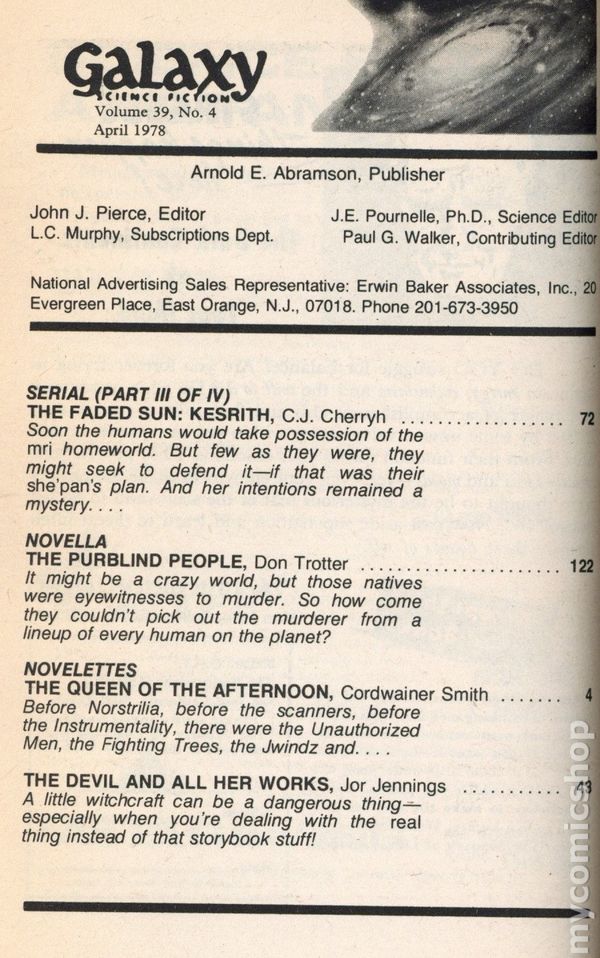 Galaxy
SCIENCE FICTION
Volume 39, No. 4
April 1978
Arnold E. Abramson, Publisher
John J. Pierce, Editor
J.E. Pournelle, Ph.D., Science Editor
L.C. Murphy, Subscriptions Dept.
Paul G. Walker, Contributing Editor
National Advertising Sales Representative: Erwin Baker Associates, Inc., 20
Evergreen Place, East Orange, N.J., 07018. Phone 201-673-3950
SERIAL (PART III OF IV)
THE FADED SUN: KESRITH, C.J. Cherryh .................. 72
Soon the humans would take possession of the
mri homeworld. But few as they were, they
might seek to defend it—if that was their
she'pan's plan. And her intentions remained a
mystery. . . .
NOVELLA
THE PURBLIND PEOPLE, Don Trotter ..................... 122
It might be a crazy world, but those natives
were eyewitnesses to murder. So how come
they couldn't pick out the murderer from a
lineup of every human on the planet?
NOVELETTES
THE QUEEN OF THE AFTERNOON, Cordwainer Smith ....... 4
Before Norstrilia, before the scanners, before
the Instrumentality, there were the Unauthorized
Men, the Fighting Trees, the Jwindz and. . . .
THE DEVIL AND ALL HER WORKS, Jor Jennings ...........
A little witchcraft can be a dangerous thing—
especially when you're dealing with the real
thing instead of that storybook stuff!
mycomicshop